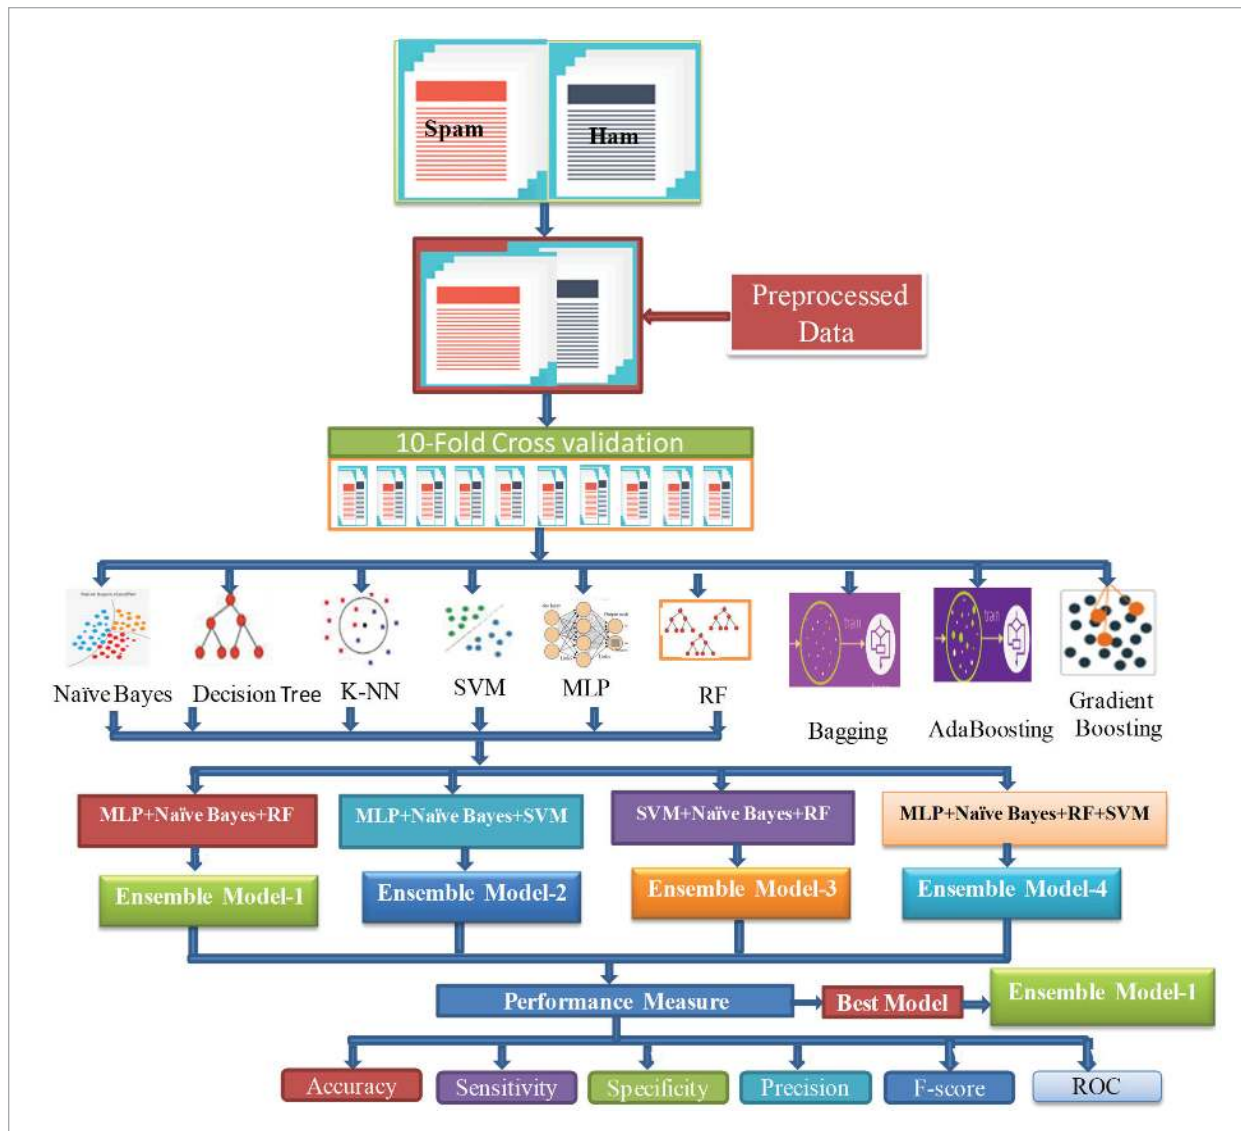 Spam
Ham
Preprocessed
Data
10-Fold Cross validation
Naïve Bayes
Decision Tree
K-NN
SVM
MLP
RF
train
Bagging
train
AdaBoosting
Gradient
Boosting
MLP+Naïve Bayes+RF
MLP+Naïve Bayes+SVM
SVM+Naïve Bayes+RF
MLP+Naïve Bayes+RF+SVM
Ensemble Model-1
Ensemble Model-2
Ensemble Model-3
Ensemble Model-4
Performance Measure
Best Model
Ensemble Model-1
Accuracy
Sensitivity
Specificity
Precision
F-score
ROC